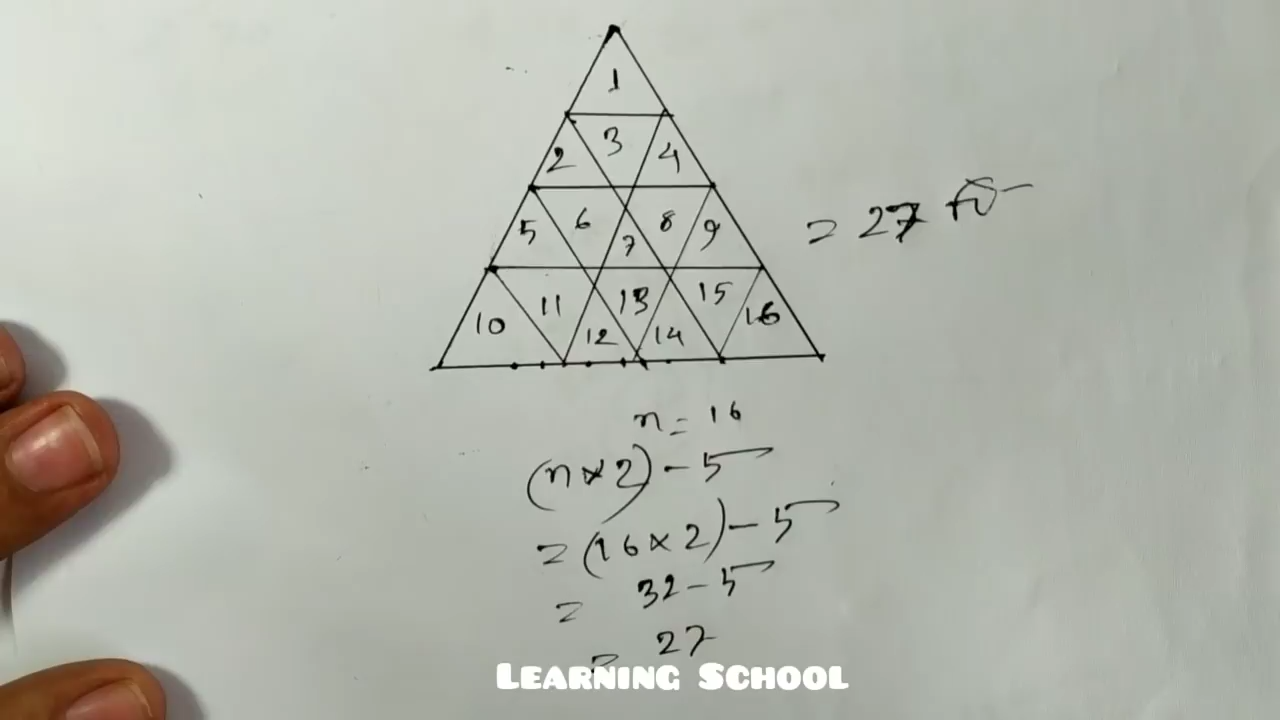 1
2 3 4
5 6 7 8 9
10 11 12 13 14 15 16
= 27
n = 16
(n×2) - 5
= (16×2) - 5
= 32 - 5
= 27
LEARNING SCHOOL